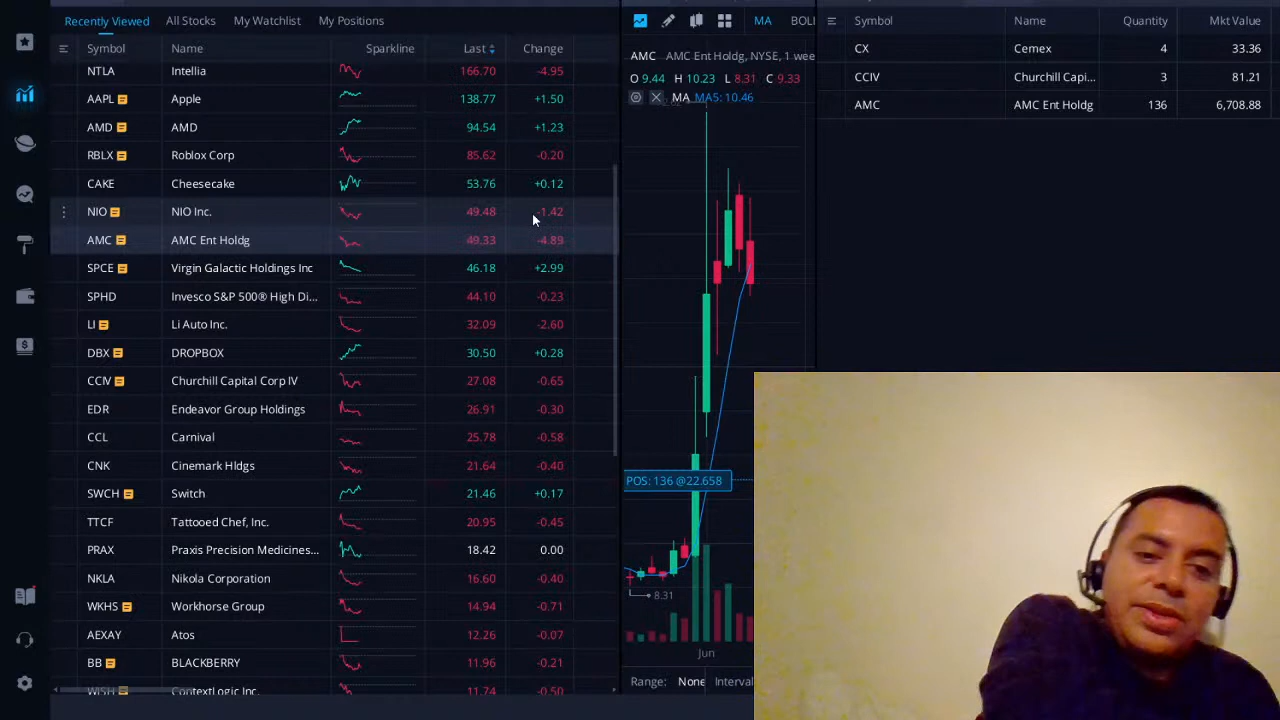 Recently Viewed All Stocks My Watchlist My Positions
Symbol Name Sparkline Last Change
NTLA Intellia 166.70 -4.95
AAPL Apple 138.77 +1.50
AMD AMD 94.54 +1.23
RBLX Roblox Corp 85.62 -0.20
CAKE Cheesecake 53.76 +0.12
NIO NIO Inc. 49.48 -1.42
AMC AMC Ent Holdg 49.33 -4.89
SPCE Virgin Galactic Holdings Inc 46.18 +2.99
SPHD Invesco S&P 500® High Di... 44.10 -0.23
LI Li Auto Inc. 32.09 -2.60
DBX DROPBOX 30.50 +0.28
CCIV Churchill Capital Corp IV 27.08 -0.65
EDR Endeavor Group Holdings 26.91 -0.30
CCL Carnival 25.78 -0.58
CNK Cinemark Hldgs 21.64 -0.40
SWCH Switch 21.46 +0.17
TTCF Tattooed Chef, Inc. 20.95 -0.45
PRAX Praxis Precision Medicines... 18.42 0.00
NKLA Nikola Corporation 16.60 -0.40
WKHS Workhorse Group 14.94 -0.71
AEXAY Atos 12.26 -0.07
BB BLACKBERRY 11.96 -0.21
WISH ContextLogic Inc. 11.74 -0.50
MA BOLI
AMC AMC Ent Holdg, NYSE, 1 wee
O 9.44 H 10.23 L 8.31 C 9.33
MA MA5: 10.46
POS: 136 @22.658
8.31
Jun
Range: None Interva
Symbol Name Quantity Mkt Value
CX Cemex 4 33.36
CCIV Churchill Capi... 3 81.21
AMC AMC Ent Holdg 136 6,708.88